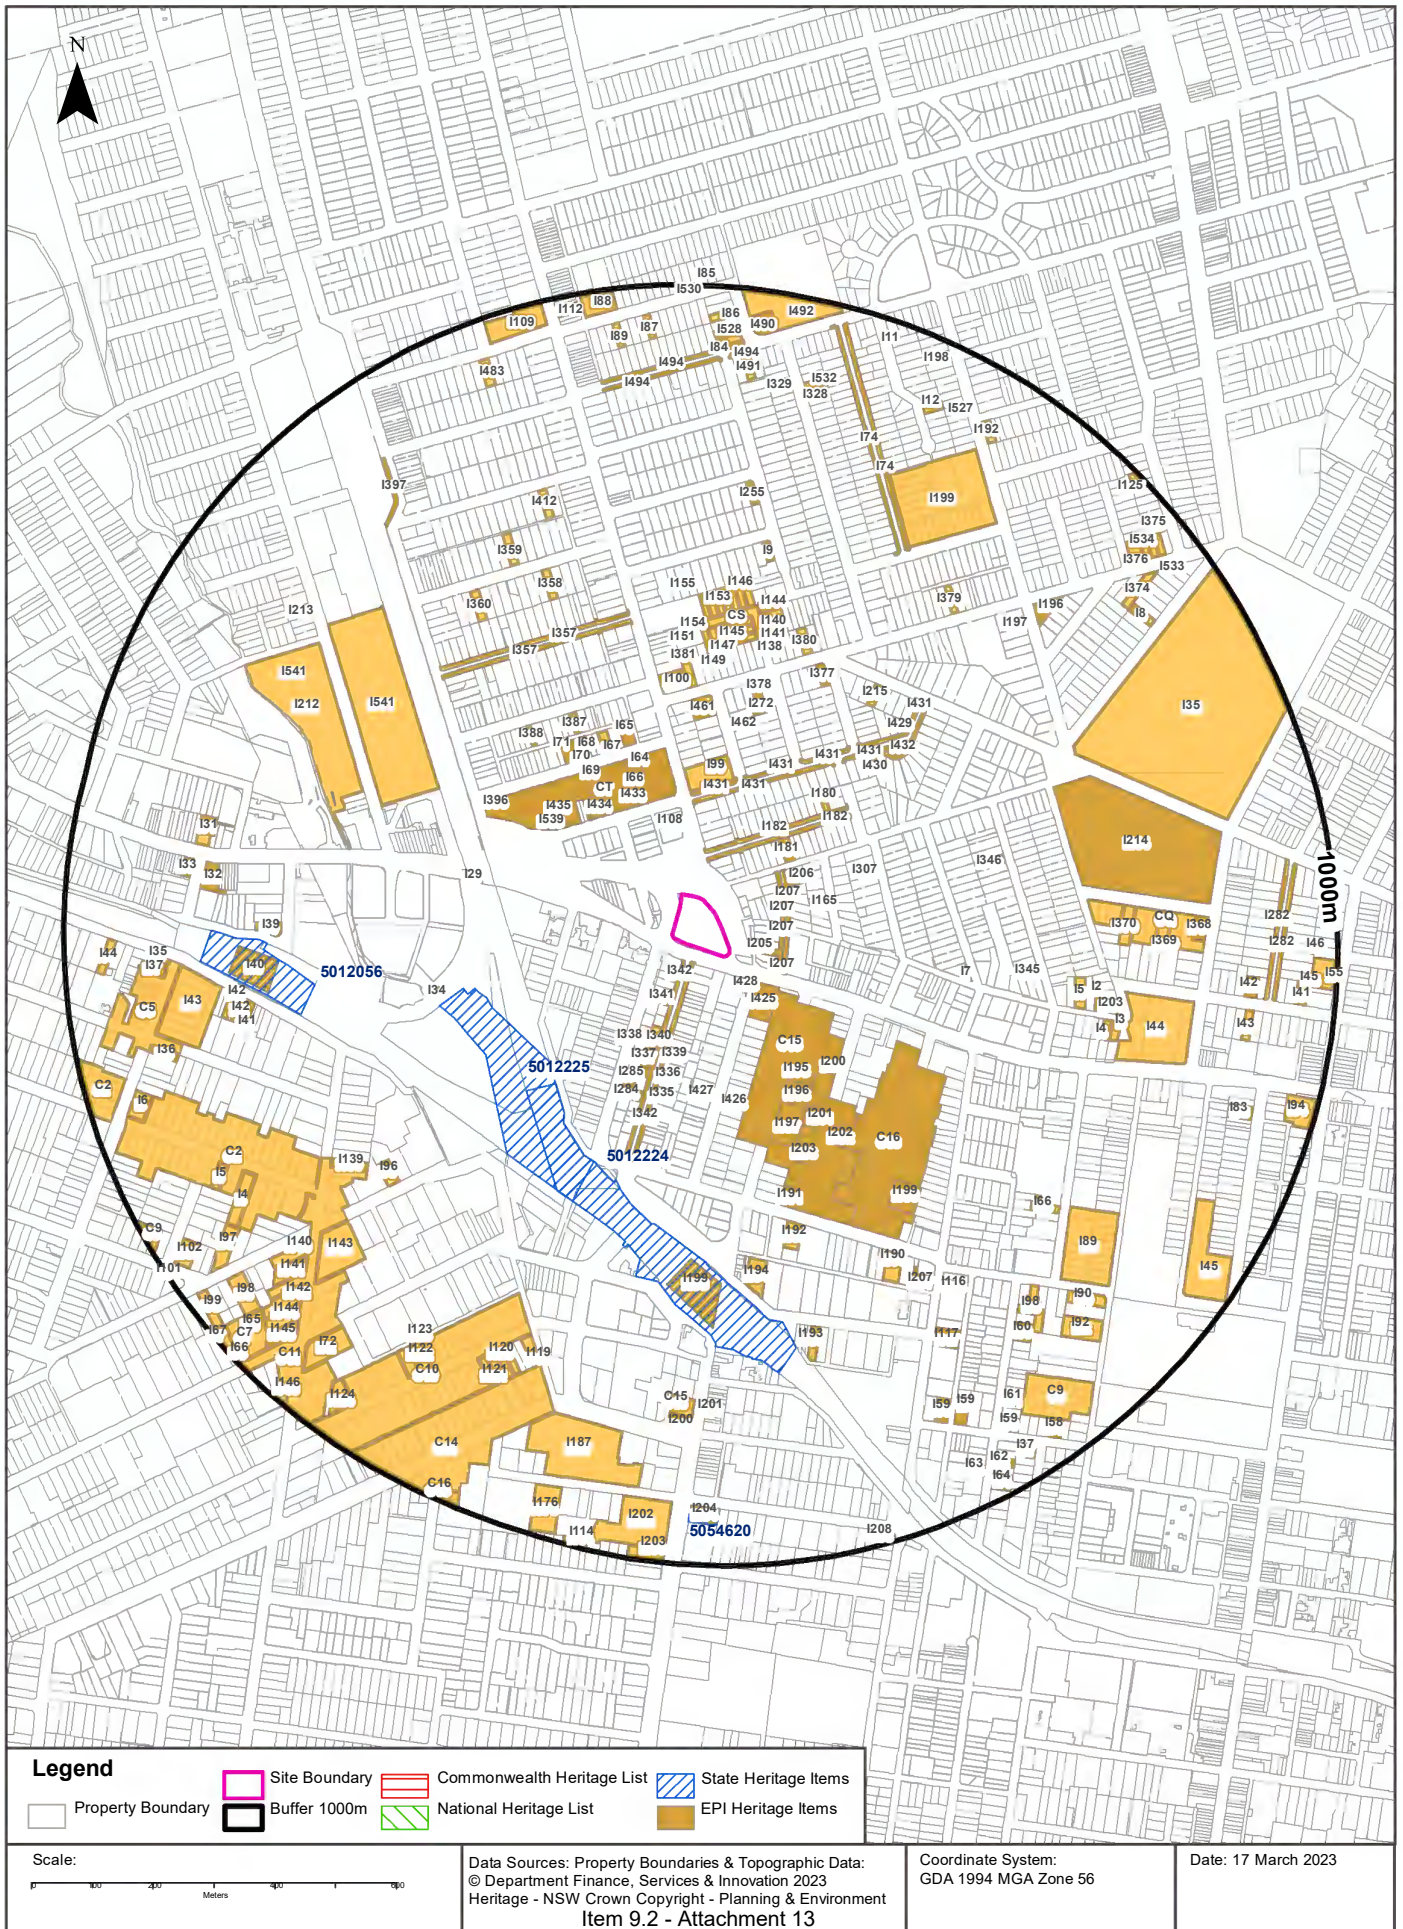 N
I85
I530
I88
I112
I109
I86
I492
I87
I528
I490
I89
I84
I494
I494
I491
I11
I198
I483
I494
I329
I532
I328
I12
I527
I74
I192
I74
I397
I412
I255
I199
I125
I375
I534
I376
I533
I359
I9
I358
I155
I146
I153
I144
I374
I360
I379
I196
I8
I213
CS
I154
I140
I197
I145
I141
I151
I380
I357
I147
I138
I357
I381
I149
I541
I100
I378
I377
I212
I541
I272
I215
I35
I461
I431
I387
I65
I462
I429
I388
I71
I68
I67
I432
I70
I64
I431
I431
I430
I69
I66
I99
I431
CT
I433
I431
I431
I396
I435
I434
I180
I539
I108
I182
I182
I31
I214
I181
I33
I346
I32
I29
I206
I307
1000m
I207
I165
I207
I39
I370
CQ
I368
I282
I207
I369
I282
I46
I205
I44
I35
I207
I37
I40
5012056
I342
I7
I345
I45
I55
I428
I42
I5
I2
I34
I341
I42
I43
I425
I203
I41
C5
I42
I3
I44
I43
I41
I338
I340
I4
C15
I36
I337
I339
I200
5012225
I285
I336
I195
C2
I284
I335
I427
I196
I426
I6
I342
I201
I83
I94
I197
I202
C16
C2
5012224
I203
I139
I96
I5
I4
I191
I199
I66
C9
I97
I192
I89
I102
I140
I143
I190
I101
I141
I199
I194
I207
I116
I45
I98
I142
I98
I90
I99
I144
I65
I67
C7
I145
I123
I193
I117
I60
I92
I66
I72
I122
I120
I119
C11
C10
I121
I146
I124
C15
I201
I59
I59
I61
C9
I200
I59
I58
C14
I187
I37
I62
I63
C16
I64
I176
I202
I204
I114
5054620
I208
I203
Legend
Site Boundary
Commonwealth Heritage List
State Heritage Items
Property Boundary
Buffer 1000m
National Heritage List
EPI Heritage Items
Scale:
0 100 200 400 600
Meters
Data Sources: Property Boundaries & Topographic Data:
© Department Finance, Services & Innovation 2023
Heritage - NSW Crown Copyright - Planning & Environment
Item 9.2 - Attachment 13
Coordinate System:
GDA 1994 MGA Zone 56
Date: 17 March 2023